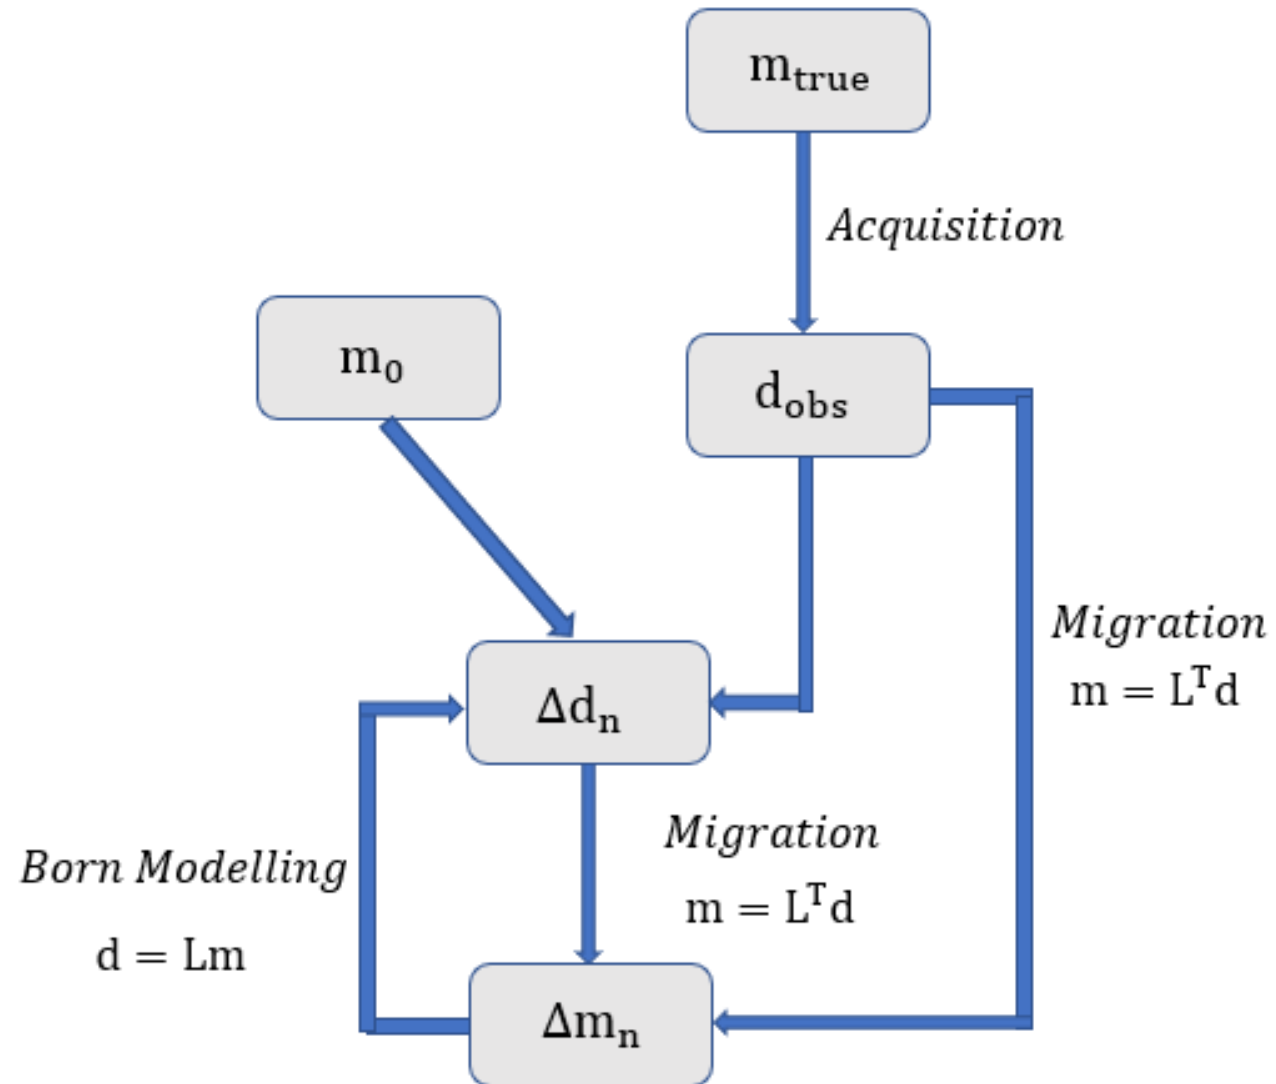 m_true
Acquisition
m_0
d_obs
Migration
m = L^T d
Δd_n
Migration
m = L^T d
Born Modelling
d = Lm
Δm_n